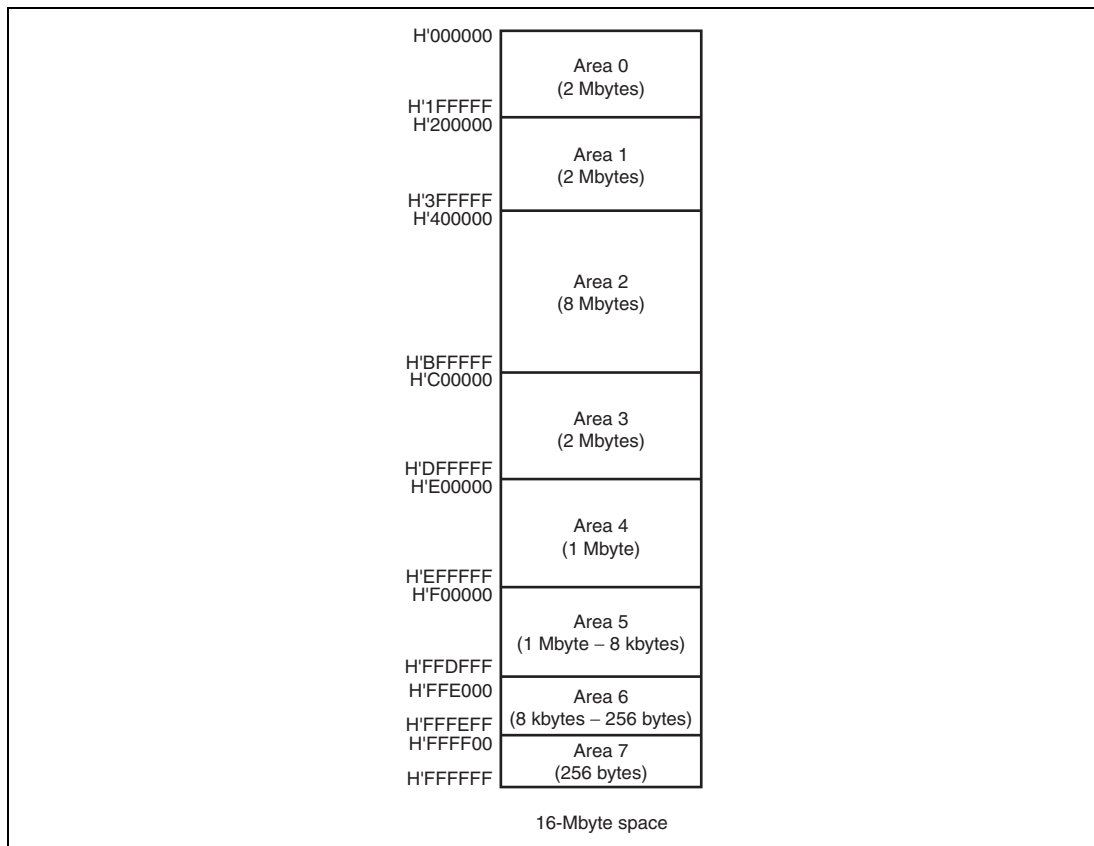 H'000000
Area 0
(2 Mbytes)
H'1FFFFF
H'200000
Area 1
(2 Mbytes)
H'3FFFFF
H'400000
Area 2
(8 Mbytes)
H'BFFFFF
H'C00000
Area 3
(2 Mbytes)
H'DFFFFF
H'E00000
Area 4
(1 Mbyte)
H'EFFFFF
H'F00000
Area 5
(1 Mbyte – 8 kbytes)
H'FFDFFF
H'FFE000
Area 6
(8 kbytes – 256 bytes)
H'FFFEFF
H'FFFF00
Area 7
(256 bytes)
H'FFFFFF
16-Mbyte space